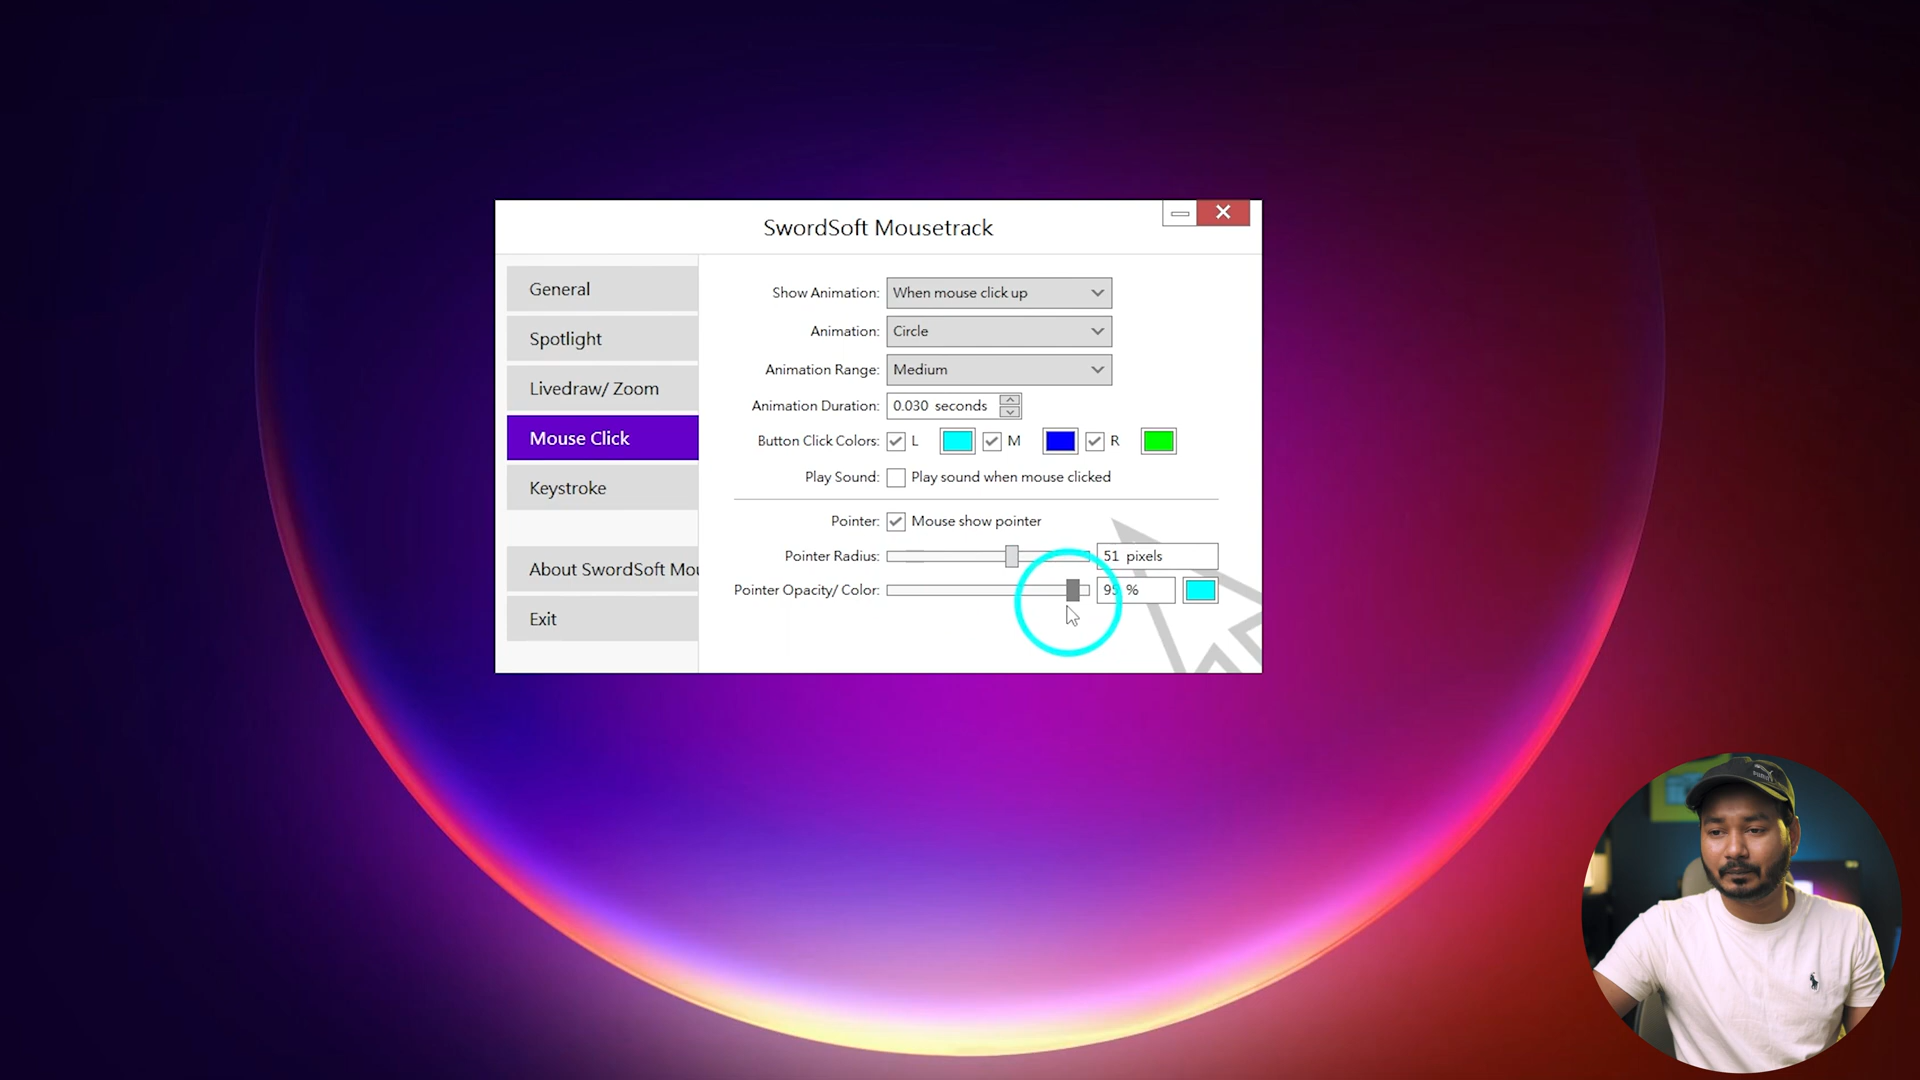 SwordSoft Mousetrack
General
Spotlight
Livedraw/ Zoom
Mouse Click
Keystroke
About SwordSoft Mou
Exit
Show Animation: When mouse click up
Animation: Circle
Animation Range: Medium
Animation Duration: 0.030 seconds
Button Click Colors: L M R
Play Sound: Play sound when mouse clicked
Pointer: Mouse show pointer
Pointer Radius: 51 pixels
Pointer Opacity/ Color: 95 %